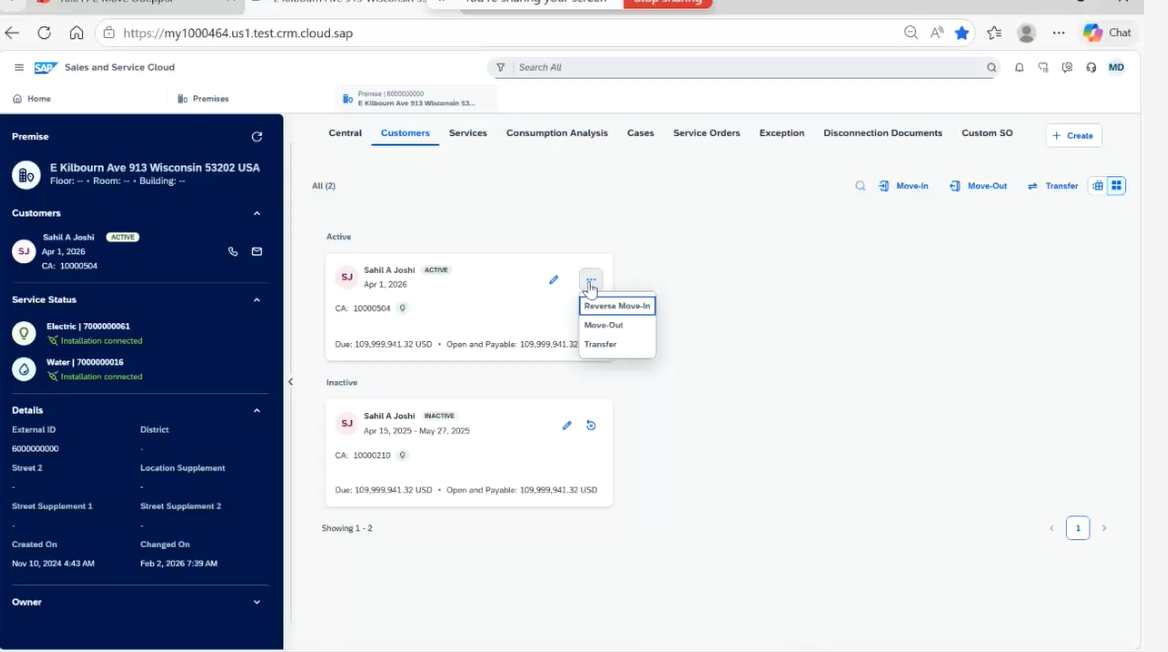 https://my1000464.us1.test.crm.cloud.sap
Chat
SAP Sales and Service Cloud
Search All
MD
Home
Premises
Premise | 6000000000
E Kilbourn Ave 913 Wisconsin 53...
Premise
E Kilbourn Ave 913 Wisconsin 53202 USA
Floor: -- • Room: -- • Building: --
Customers
SJ
Sahil A Joshi ACTIVE
Apr 1, 2026
CA: 10000504
Service Status
Electric | 7000000061
Installation connected
Water | 7000000016
Installation connected
Details
External ID District
6000000000 -
Street 2 Location Supplement
- -
Street Supplement 1 Street Supplement 2
- -
Created On Changed On
Nov 10, 2024 4:43 AM Feb 2, 2026 7:39 AM
Owner
Central Customers Services Consumption Analysis Cases Service Orders Exception Disconnection Documents Custom SO
+ Create
All (2)
Move-In Move-Out Transfer
Active
SJ
Sahil A Joshi ACTIVE
Apr 1, 2026
CA: 10000504
Due: 109,999,941.32 USD • Open and Payable: 109,999,941.32
Reverse Move-In
Move-Out
Transfer
Inactive
SJ
Sahil A Joshi INACTIVE
Apr 15, 2025 - May 27, 2025
CA: 10000210
Due: 109,999,941.32 USD • Open and Payable: 109,999,941.32 USD
Showing 1 - 2
1